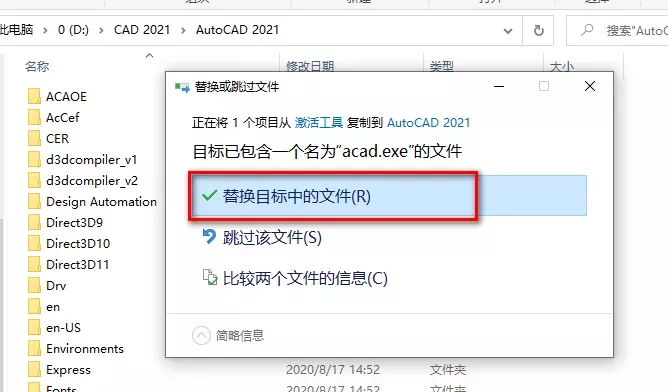 此电脑 > 0 (D:) > CAD 2021 > AutoCAD 2021
搜索"AutoC
名称 修改日期 类型 大小
ACAOE
AcCef
CER
d3dcompiler_v1
d3dcompiler_v2
Design Automation
Direct3D9
Direct3D10
Direct3D11
Drv
en
en-US
Environments
Express 2020/8/17 14:52 文件夹
Fonts 2020/8/17 14:52 文件夹
替换或跳过文件
正在将 1 个项目从 激活工具 复制到 AutoCAD 2021
目标已包含一个名为"acad.exe"的文件
替换目标中的文件(R)
跳过该文件(S)
比较两个文件的信息(C)
简略信息